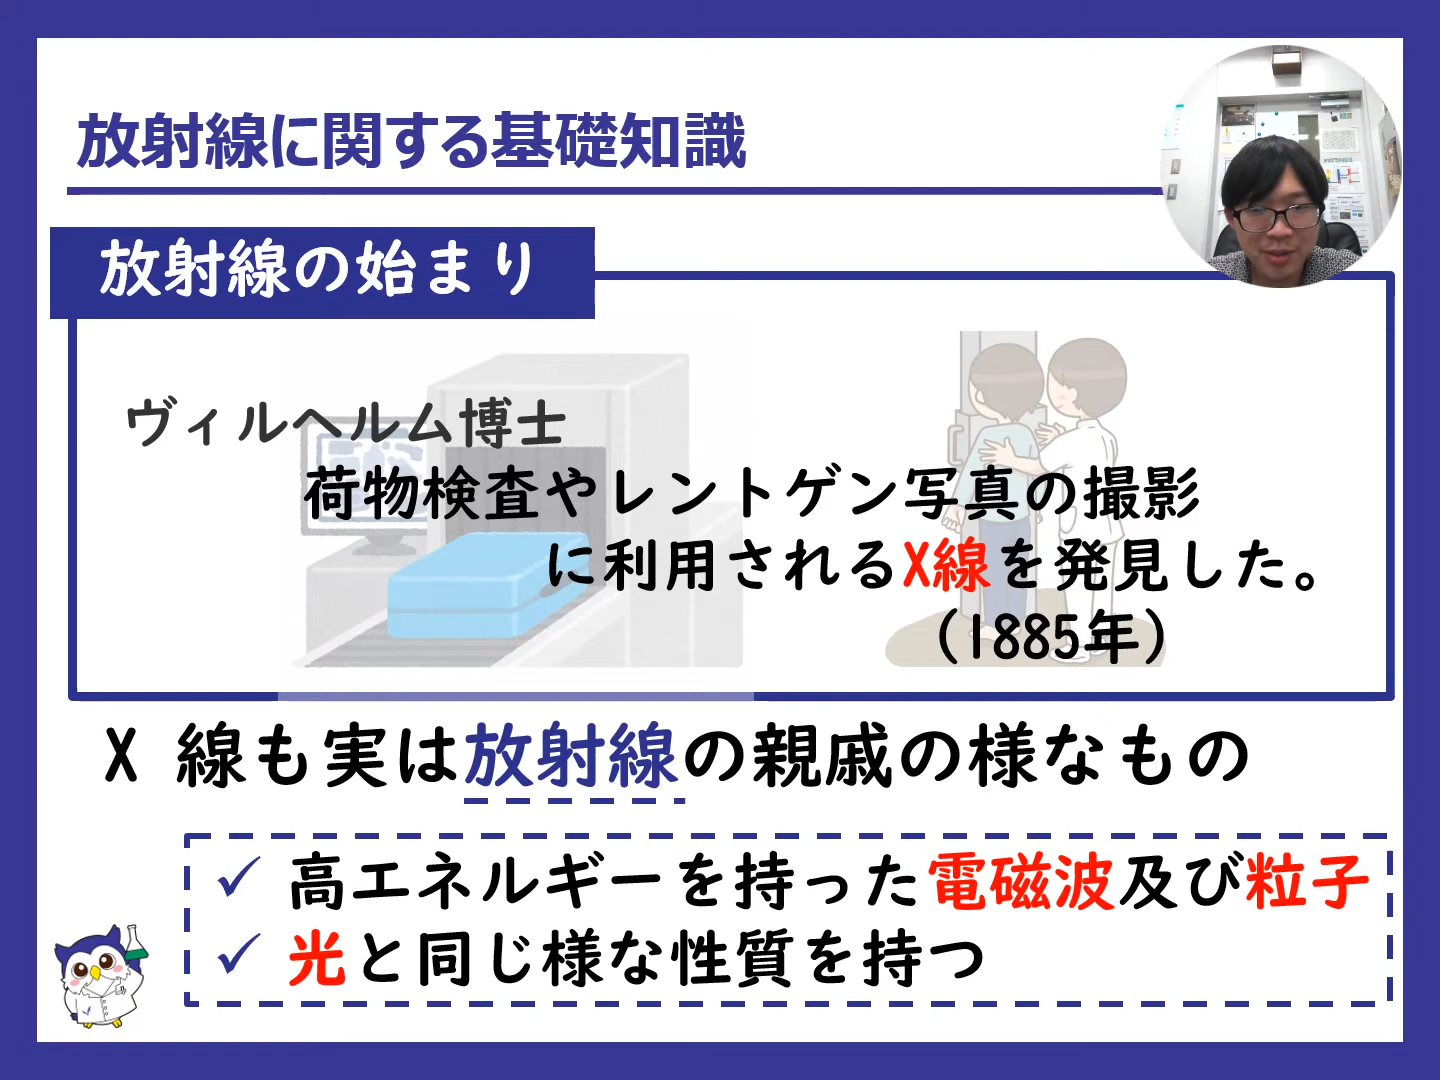 放射線に関する基礎知識
放射線の始まり
ヴィルヘルム博士
荷物検査やレントゲン写真の撮影
に利用されるX線を発見した。
(1885年)
X 線も実は放射線の親戚の様なもの
✓ 高エネルギーを持った電磁波及び粒子
✓ 光と同じ様な性質を持つ